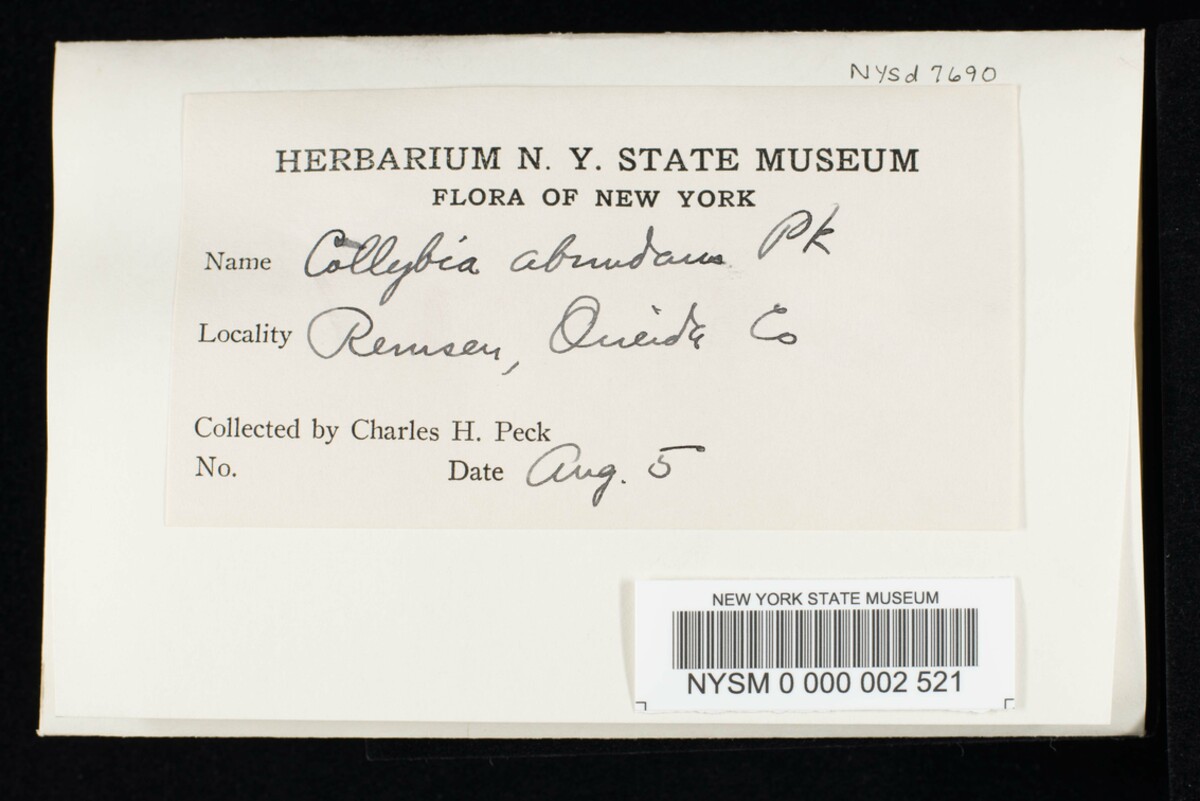 NYSd 7690
HERBARIUM N. Y. STATE MUSEUM
FLORA OF NEW YORK
Name Collybia abundans Pk
Locality Remsen, Oneida Co
Collected by Charles H. Peck
No. Date Aug. 5
NEW YORK STATE MUSEUM
NYSM 0 000 002 521